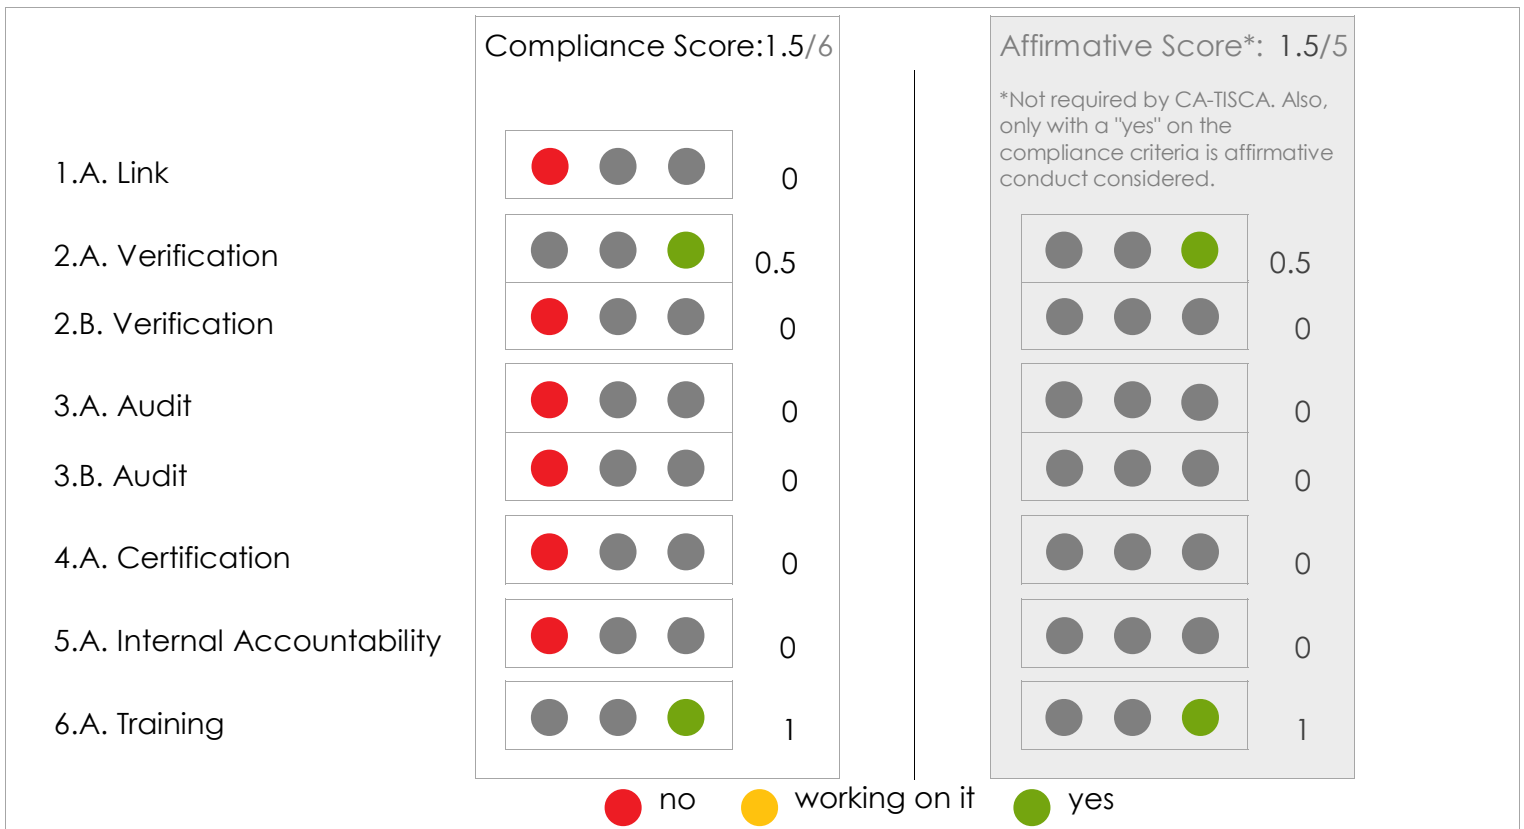 Compliance Score:1.5/6
Affirmative Score*: 1.5/5
*Not required by CA-TISCA. Also,
only with a "yes" on the
compliance criteria is affirmative
conduct considered.
1.A. Link 0
2.A. Verification 0.5 0.5
2.B. Verification 0 0
3.A. Audit 0 0
3.B. Audit 0 0
4.A. Certification 0 0
5.A. Internal Accountability 0 0
6.A. Training 1 1
no working on it yes